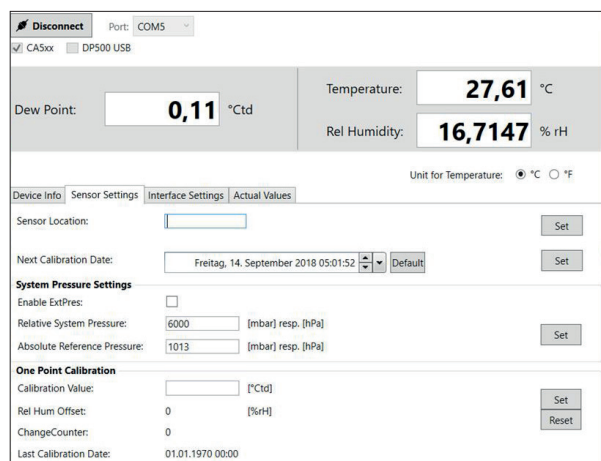 Disconnect Port: COM5
CA5xx DP500 USB
Dew Point: 0,11 °Ctd
Temperature: 27,61 °C
Rel Humidity: 16,7147 % rH
Unit for Temperature: °C °F
Device Info Sensor Settings Interface Settings Actual Values
Sensor Location: Set
Next Calibration Date: Freitag, 14. September 2018 05:01:52 Default Set
System Pressure Settings
Enable ExtPres:
Relative System Pressure: 6000 [mbar] resp. [hPa]
Set
Absolute Reference Pressure: 1013 [mbar] resp. [hPa]
One Point Calibration
Calibration Value: [°Ctd]
Set
Rel Hum Offset: 0 [%rH]
Reset
ChangeCounter: 0
Last Calibration Date: 01.01.1970 00:00